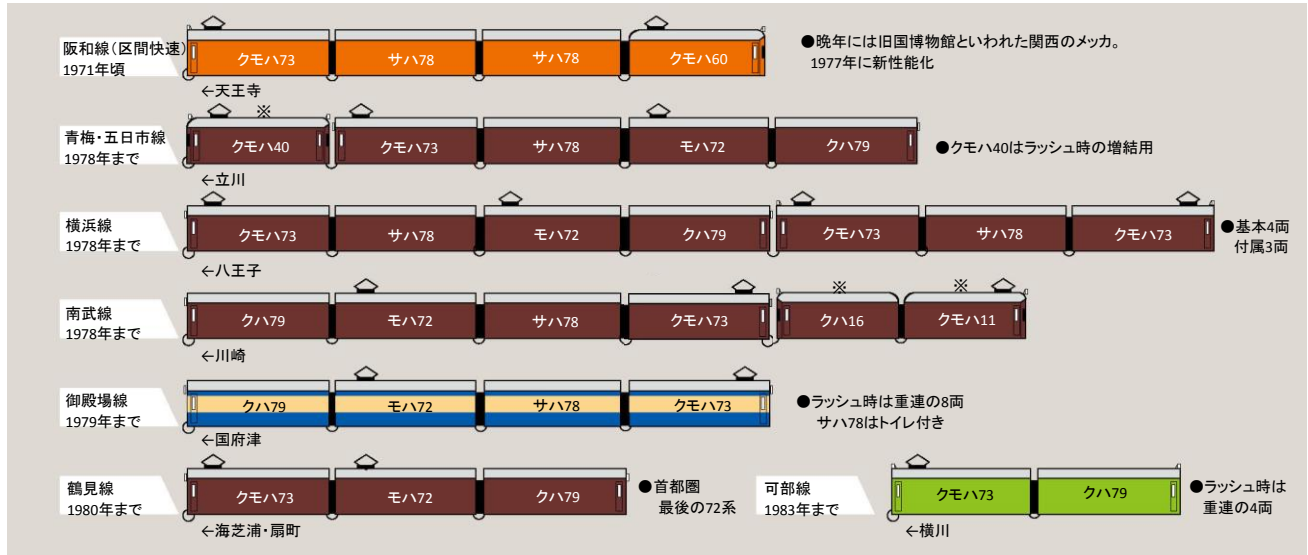 阪和線(区間快速)
1971年頃
クモハ73
サハ78
サハ78
クモハ60
●晩年には旧国博物館といわれた関西のメッカ。
1977年に新性能化
←天王寺
青梅・五日市線
1978年まで
※
クモハ40
クモハ73
サハ78
モハ72
クハ79
●クモハ40はラッシュ時の増結用
←立川
横浜線
1978年まで
クモハ73
サハ78
モハ72
クハ79
クモハ73
サハ78
クモハ73
●基本4両
付属3両
←八王子
南武線
1978年まで
クハ79
モハ72
サハ78
クモハ73
※
クハ16
※
クモハ11
←川崎
御殿場線
1979年まで
クハ79
モハ72
サハ78
クモハ73
●ラッシュ時は重連の8両
サハ78はトイレ付き
←国府津
鶴見線
1980年まで
クモハ73
モハ72
クハ79
●首都圏
最後の72系
←海芝浦・扇町
可部線
1983年まで
クモハ73
クハ79
●ラッシュ時は
重連の4両
←横川